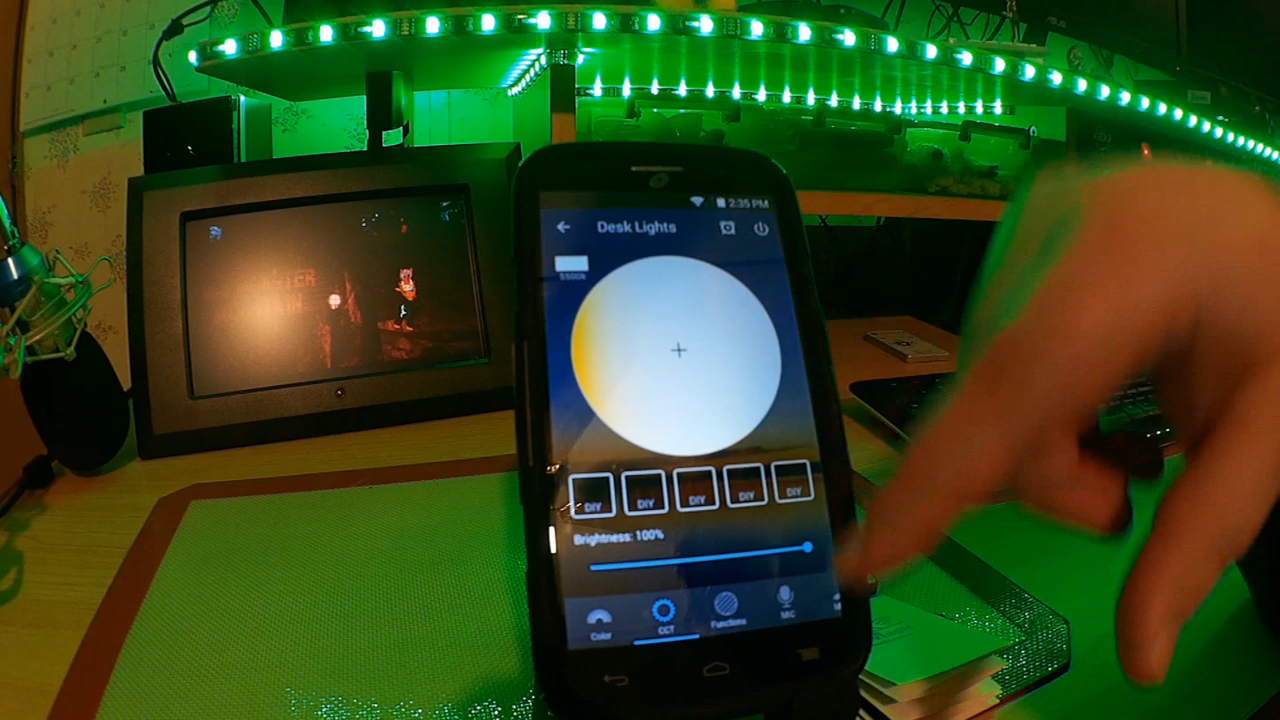 2:35 PM
Desk Lights
5500k
DIY DIY DIY DIY DIY
Brightness: 100%
Color CCT Functions MIC